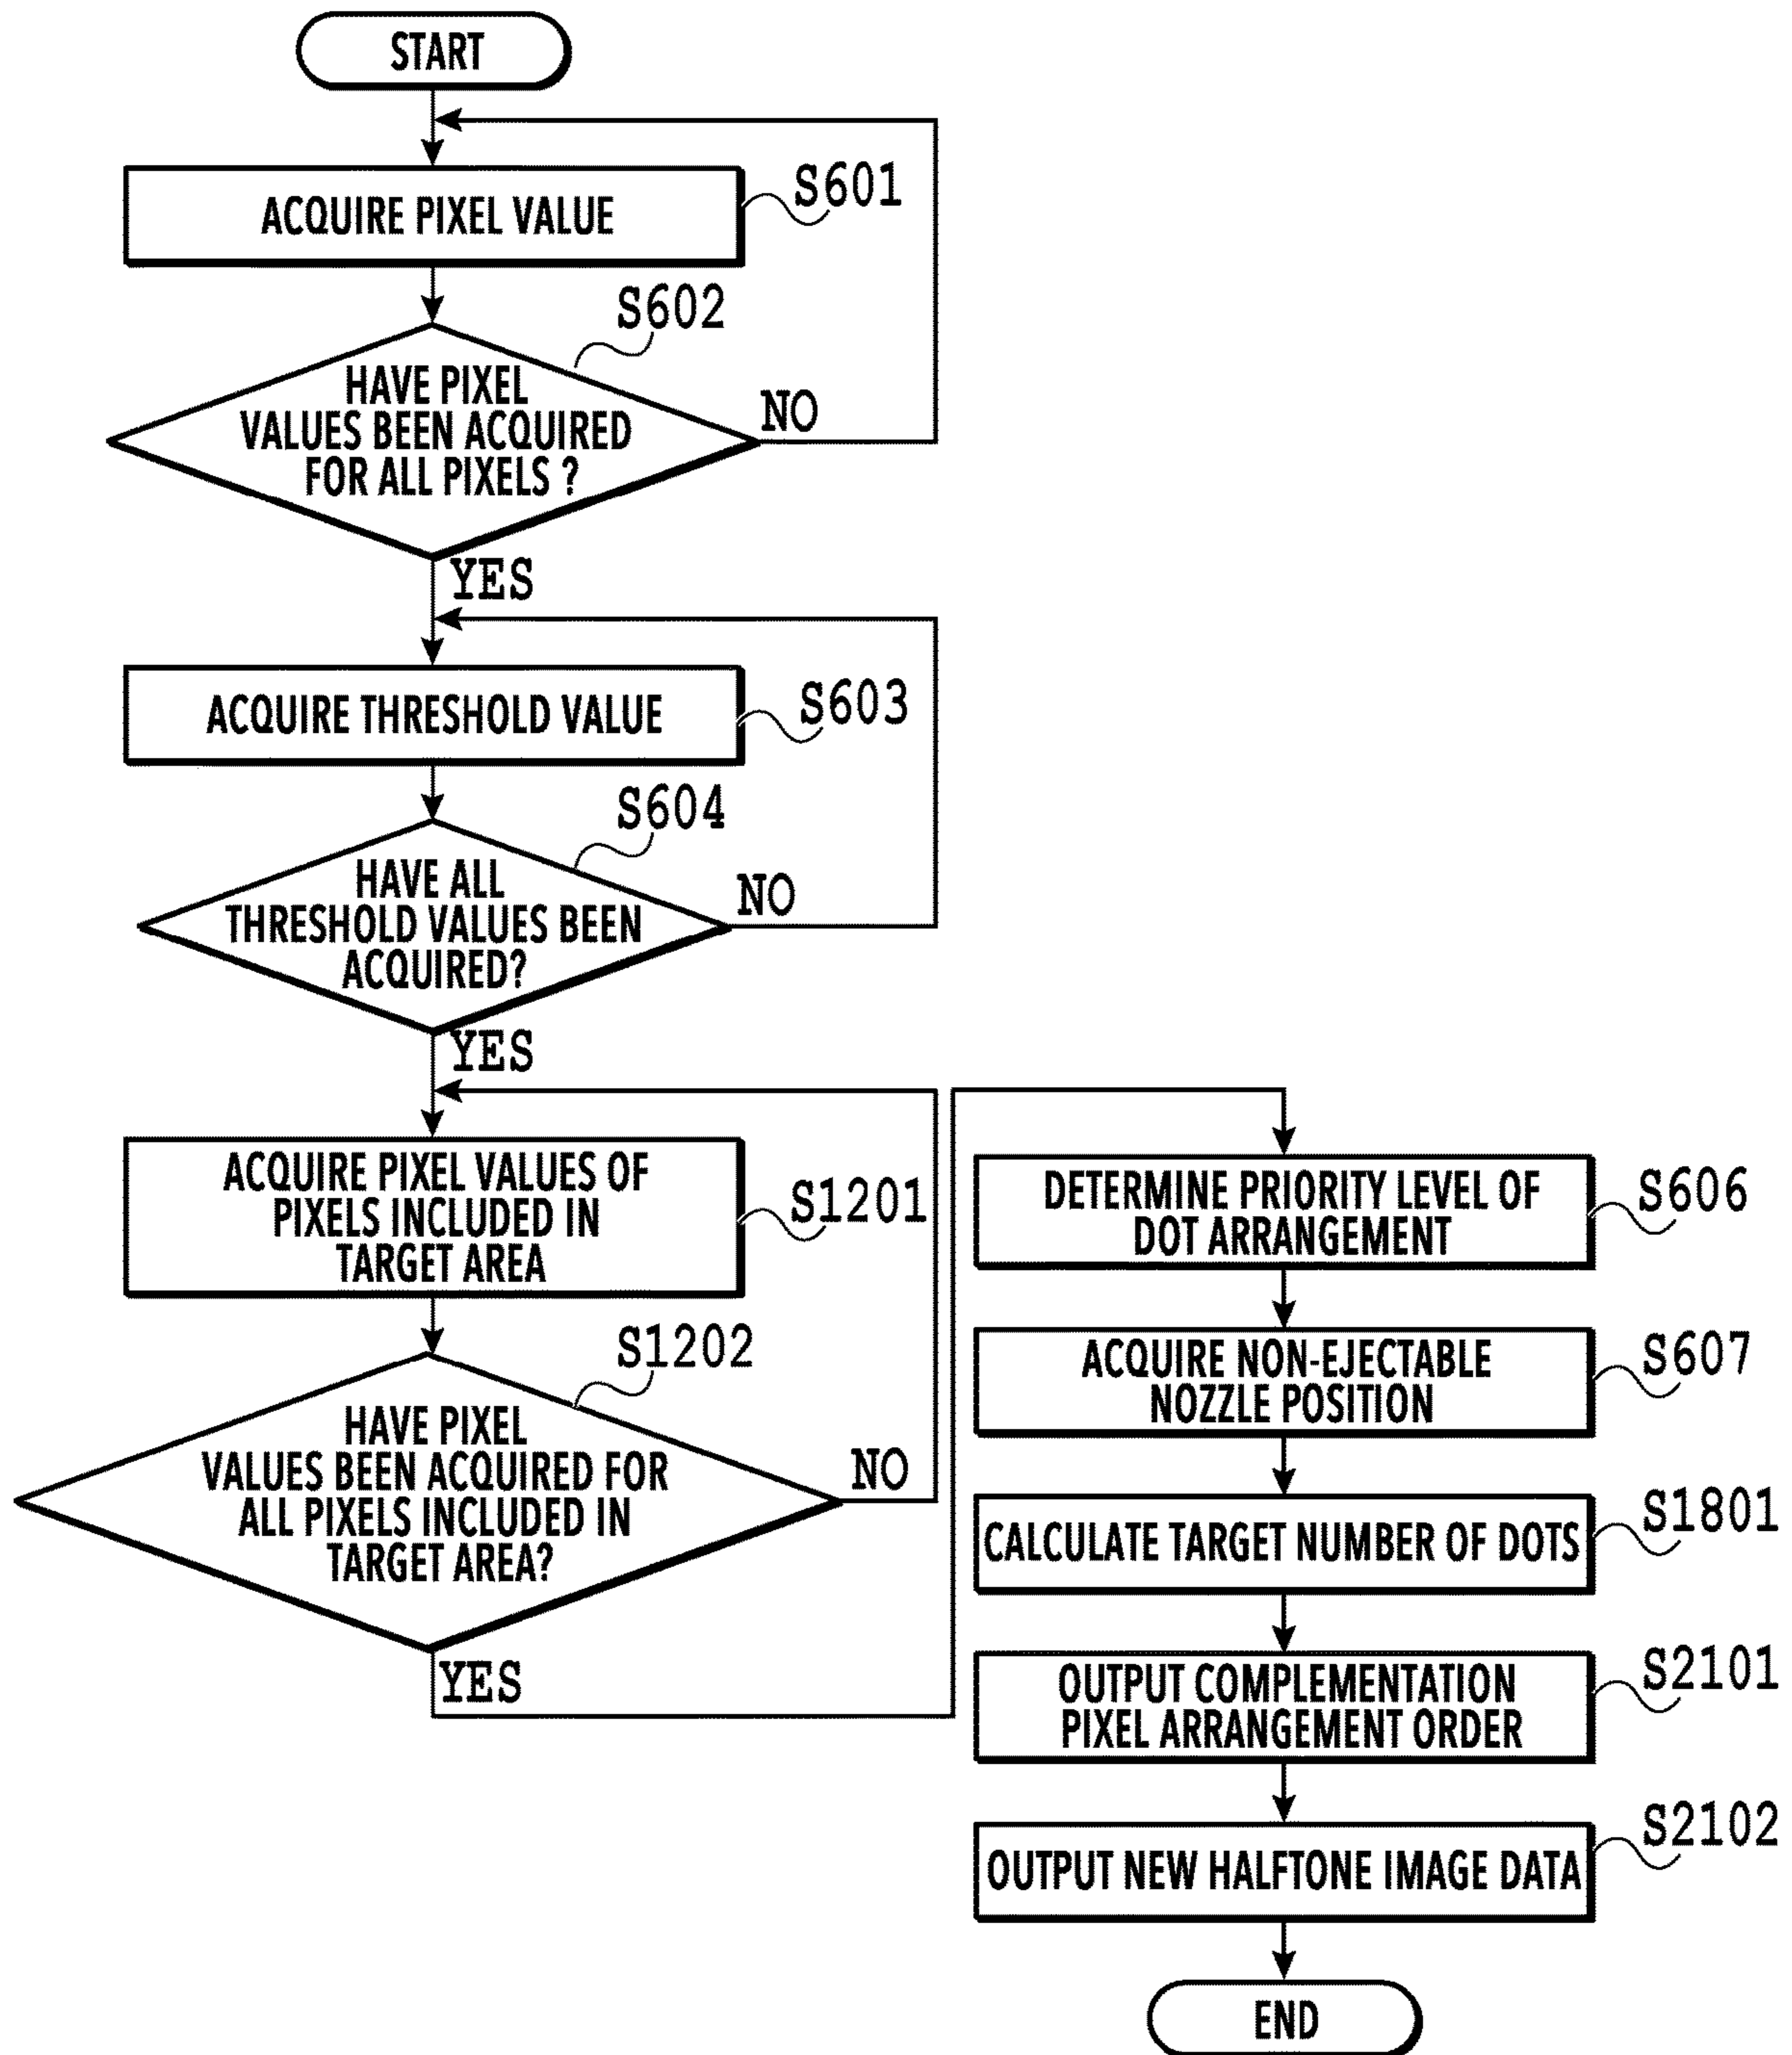 START
ACQUIRE PIXEL VALUE
S601
S602
HAVE PIXEL
VALUES BEEN ACQUIRED
FOR ALL PIXELS ?
NO
YES
ACQUIRE THRESHOLD VALUE
S603
S604
HAVE ALL
THRESHOLD VALUES BEEN
ACQUIRED?
NO
YES
ACQUIRE PIXEL VALUES OF
PIXELS INCLUDED IN
TARGET AREA
S1201
S1202
HAVE PIXEL
VALUES BEEN ACQUIRED FOR
ALL PIXELS INCLUDED IN
TARGET AREA?
NO
YES
DETERMINE PRIORITY LEVEL OF
DOT ARRANGEMENT
S606
ACQUIRE NON-EJECTABLE
NOZZLE POSITION
S607
CALCULATE TARGET NUMBER OF DOTS
S1801
OUTPUT COMPLEMENTATION
PIXEL ARRANGEMENT ORDER
S2101
OUTPUT NEW HALFTONE IMAGE DATA
S2102
END